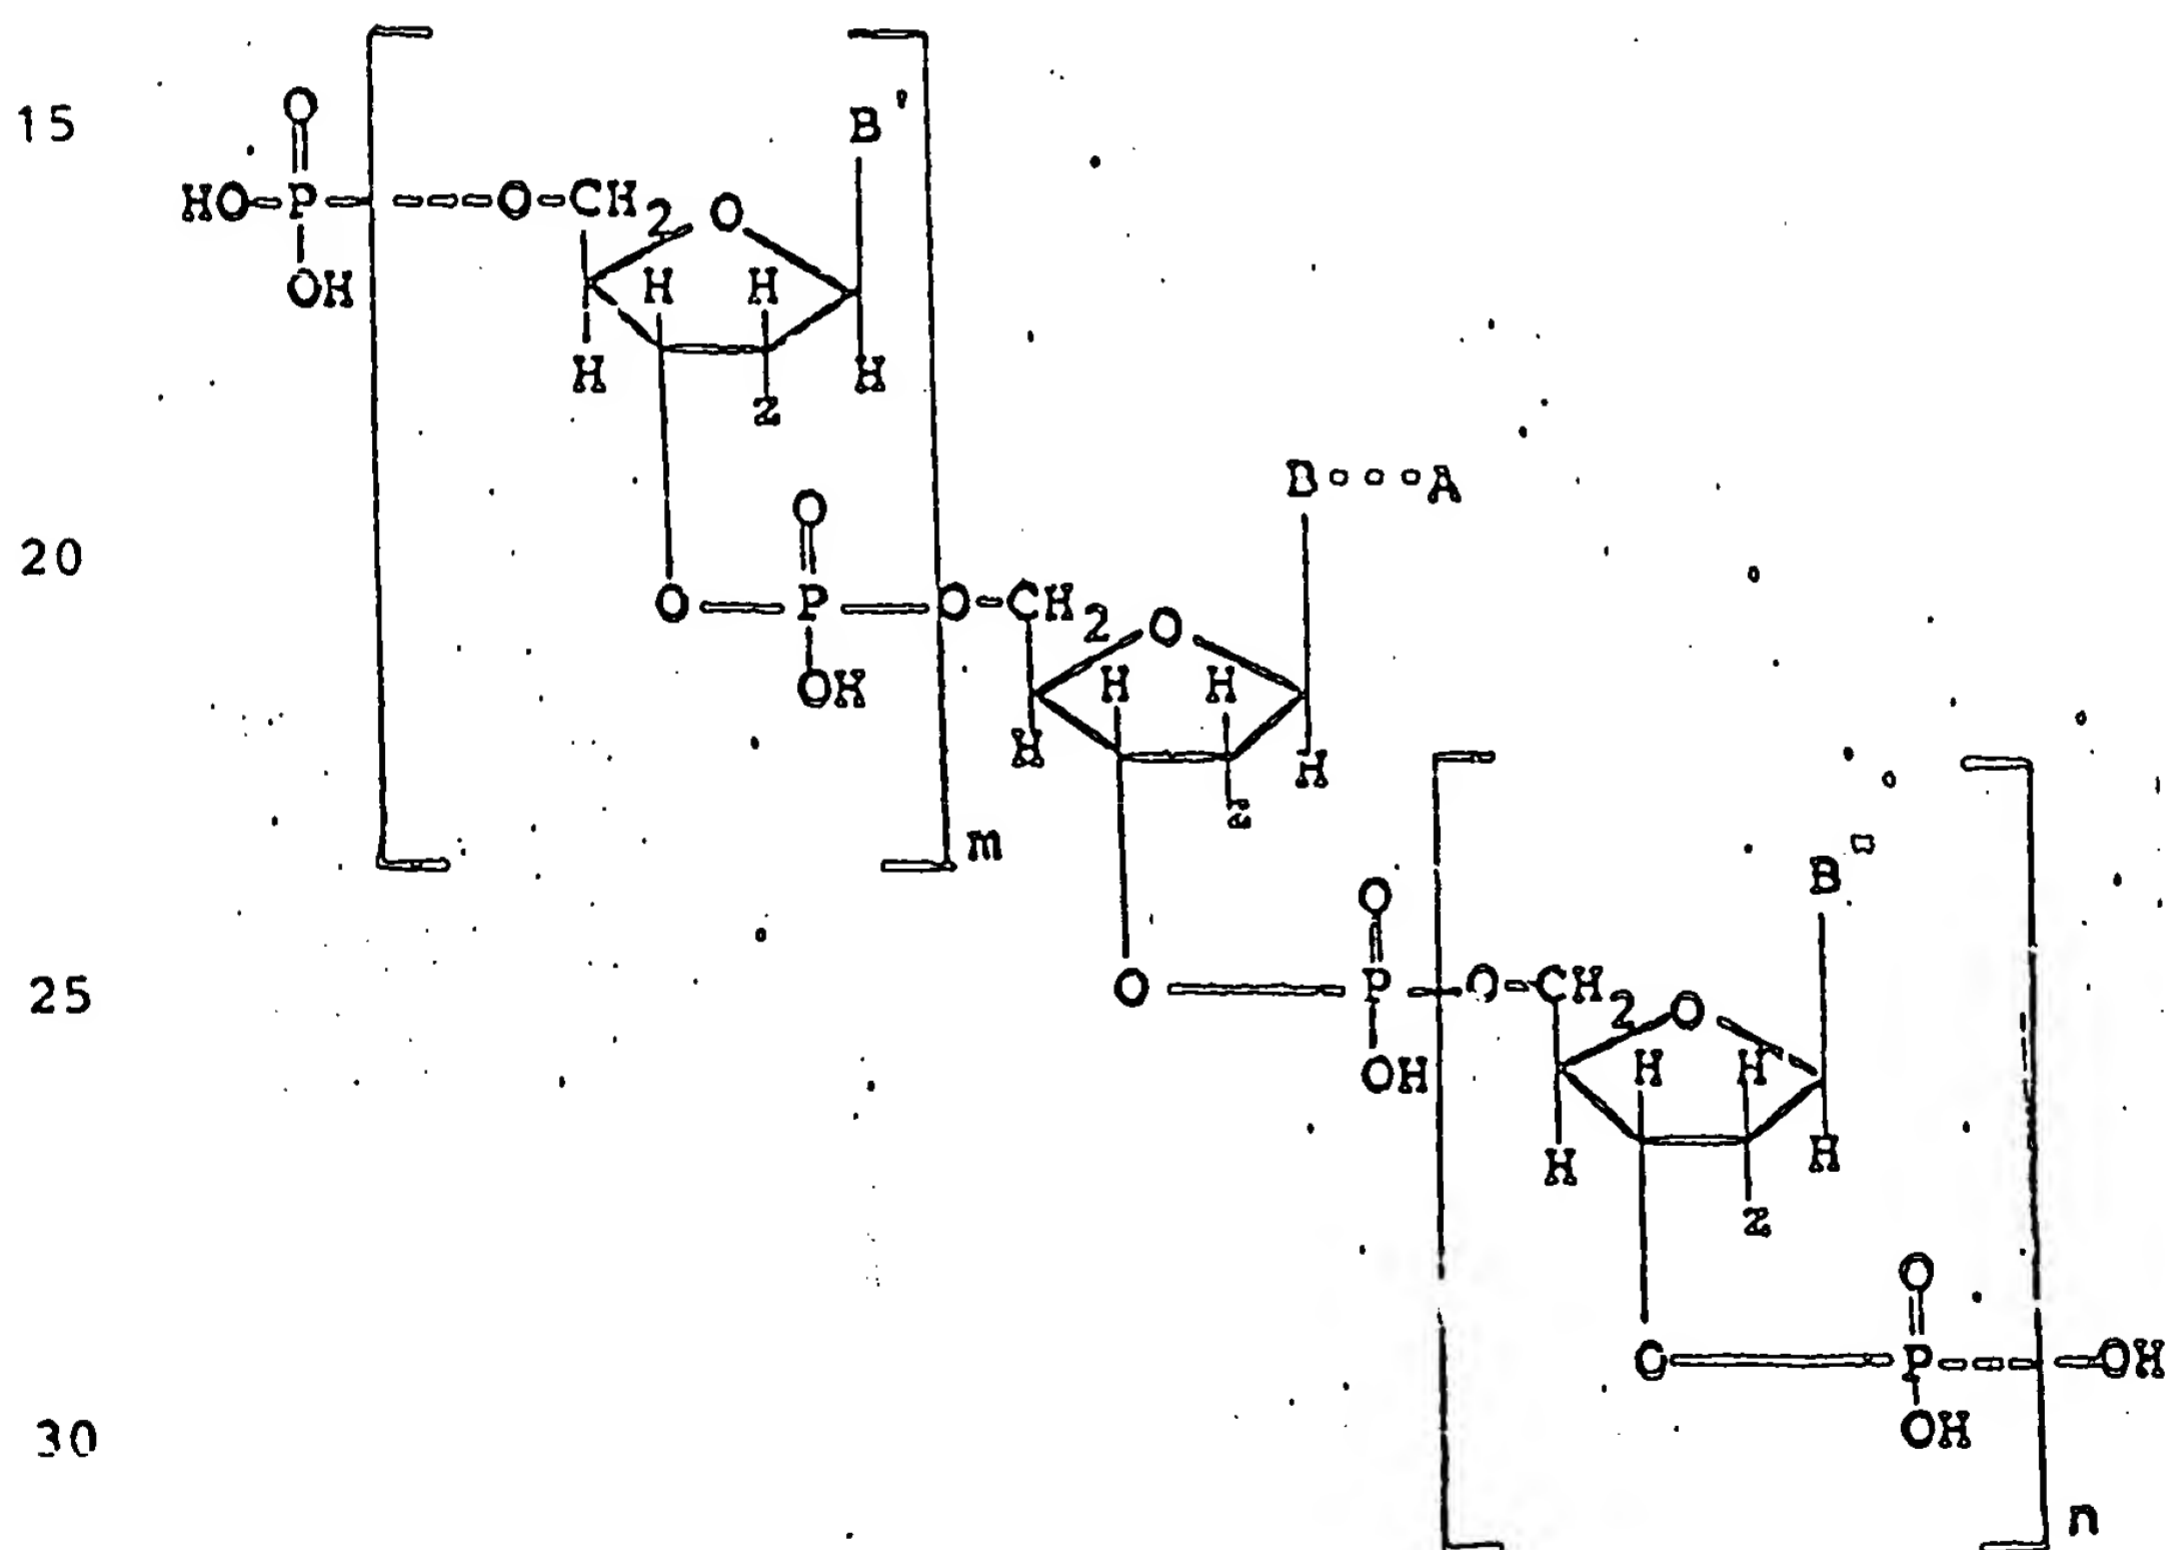 O B'
15
HO-P----O-CH2 O
OH H H
H Z H
B...A
O
20
O-P-O-CH2 O
OH H H
H H
m
O B"
25
O-P-O-CH2 O
OH H H
H H
Z
O
O-P----OH
OH
30
n